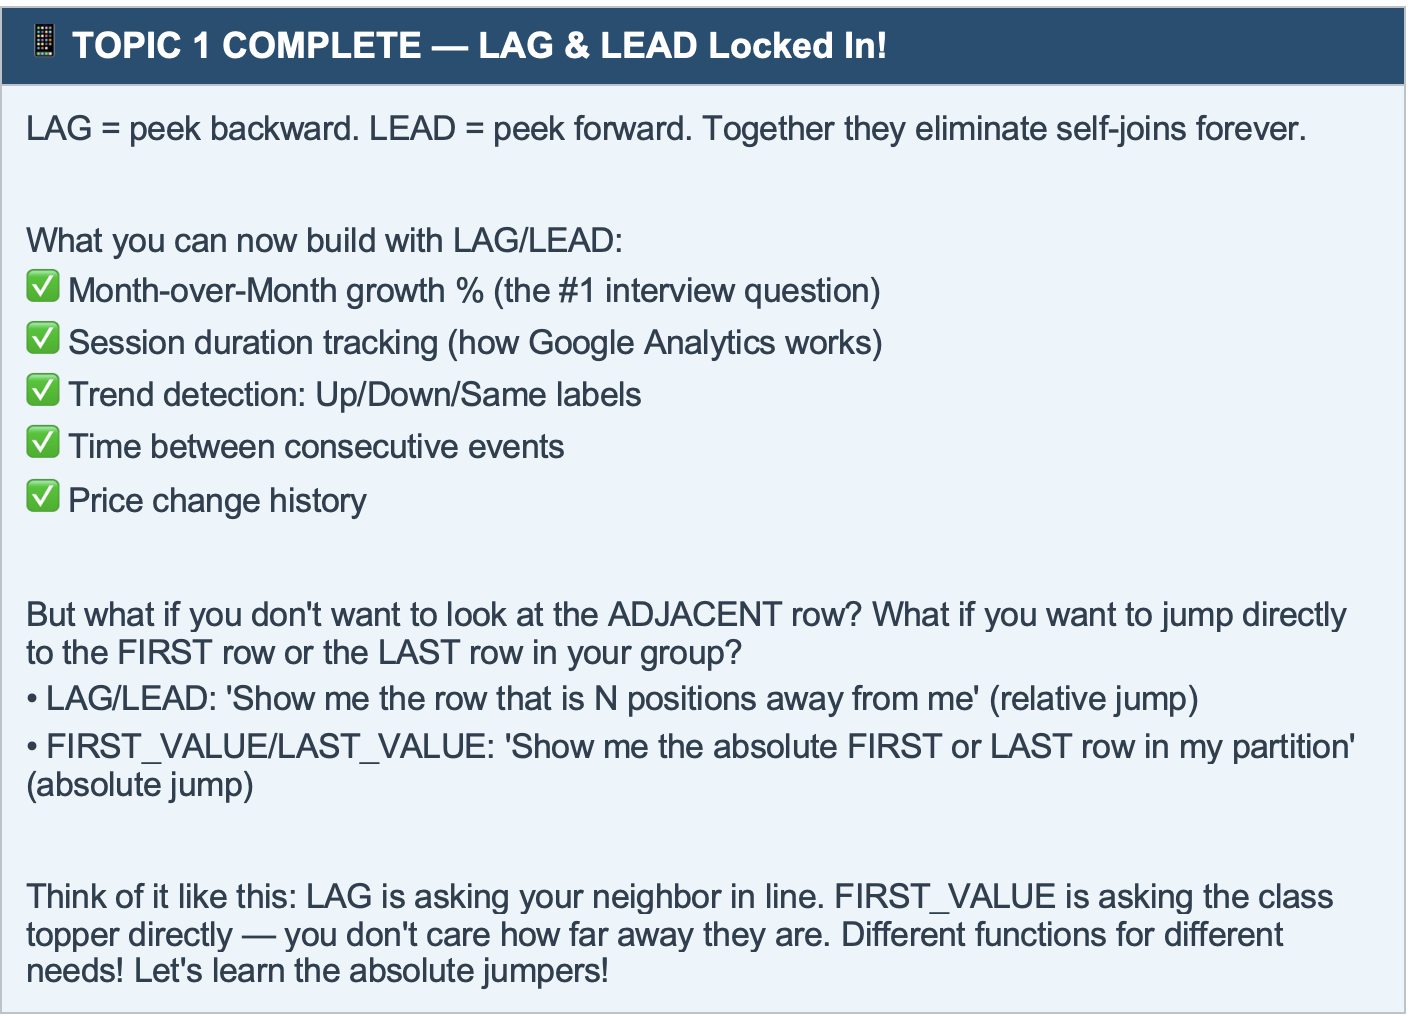 📱 TOPIC 1 COMPLETE — LAG & LEAD Locked In!
LAG = peek backward. LEAD = peek forward. Together they eliminate self-joins forever.
What you can now build with LAG/LEAD:
✅ Month-over-Month growth % (the #1 interview question)
✅ Session duration tracking (how Google Analytics works)
✅ Trend detection: Up/Down/Same labels
✅ Time between consecutive events
✅ Price change history
But what if you don't want to look at the ADJACENT row? What if you want to jump directly
to the FIRST row or the LAST row in your group?
• LAG/LEAD: 'Show me the row that is N positions away from me' (relative jump)
• FIRST_VALUE/LAST_VALUE: 'Show me the absolute FIRST or LAST row in my partition'
(absolute jump)
Think of it like this: LAG is asking your neighbor in line. FIRST_VALUE is asking the class
topper directly — you don't care how far away they are. Different functions for different
needs! Let's learn the absolute jumpers!